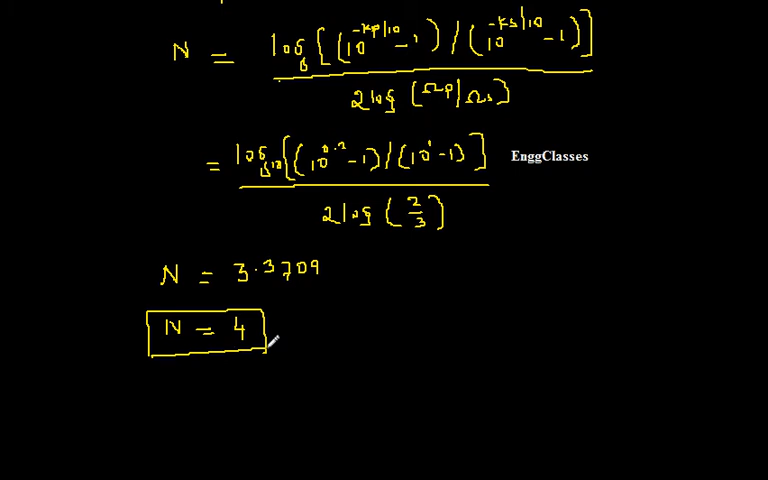 N = log{(10^(-kp/10) - 1) / (10^(-ks/10) - 1)] / 2 log (Ωp/Ωs)
= log10[(10^0.2 - 1) / (10^1 - 1)] / 2 log (2/3)
EnggClasses
N = 3.3709
N = 4